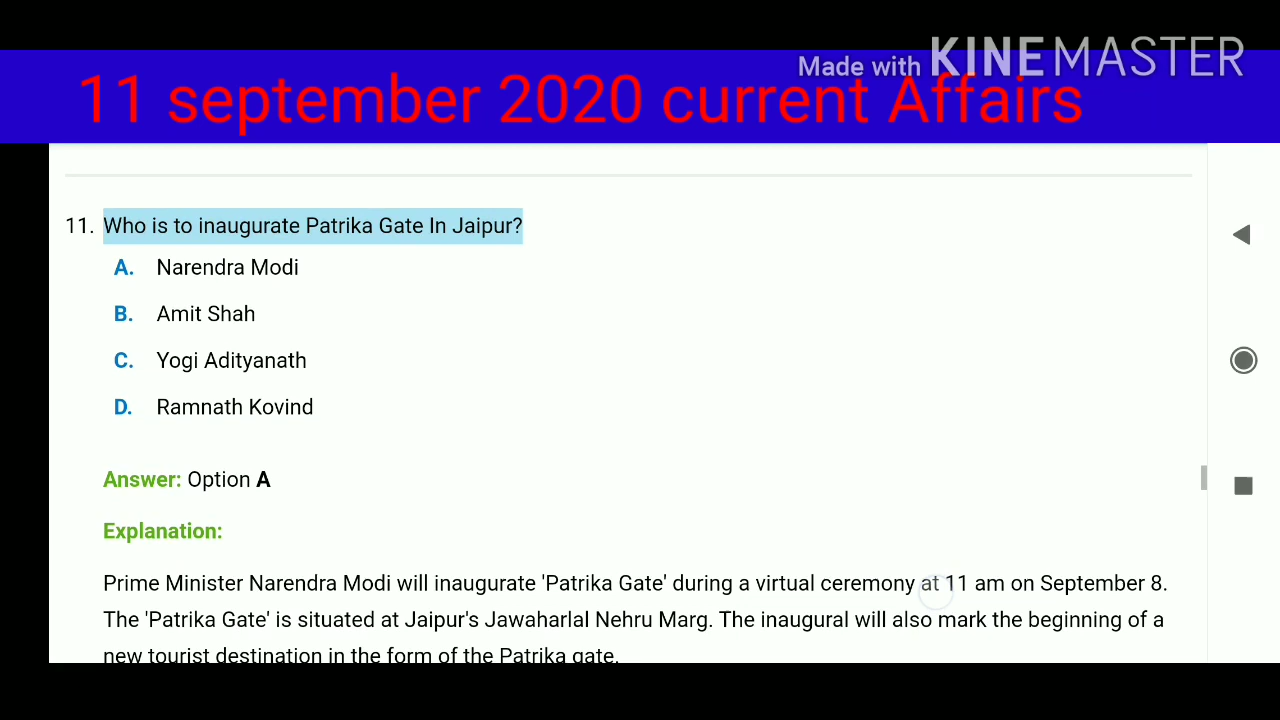 Made with KINEMASTER
11 september 2020 current Affairs
11. Who is to inaugurate Patrika Gate In Jaipur?
A. Narendra Modi
B. Amit Shah
C. Yogi Adityanath
D. Ramnath Kovind
Answer: Option A
Explanation:
Prime Minister Narendra Modi will inaugurate 'Patrika Gate' during a virtual ceremony at 11 am on September 8.
The 'Patrika Gate' is situated at Jaipur's Jawaharlal Nehru Marg. The inaugural will also mark the beginning of a
new tourist destination in the form of the Patrika gate.